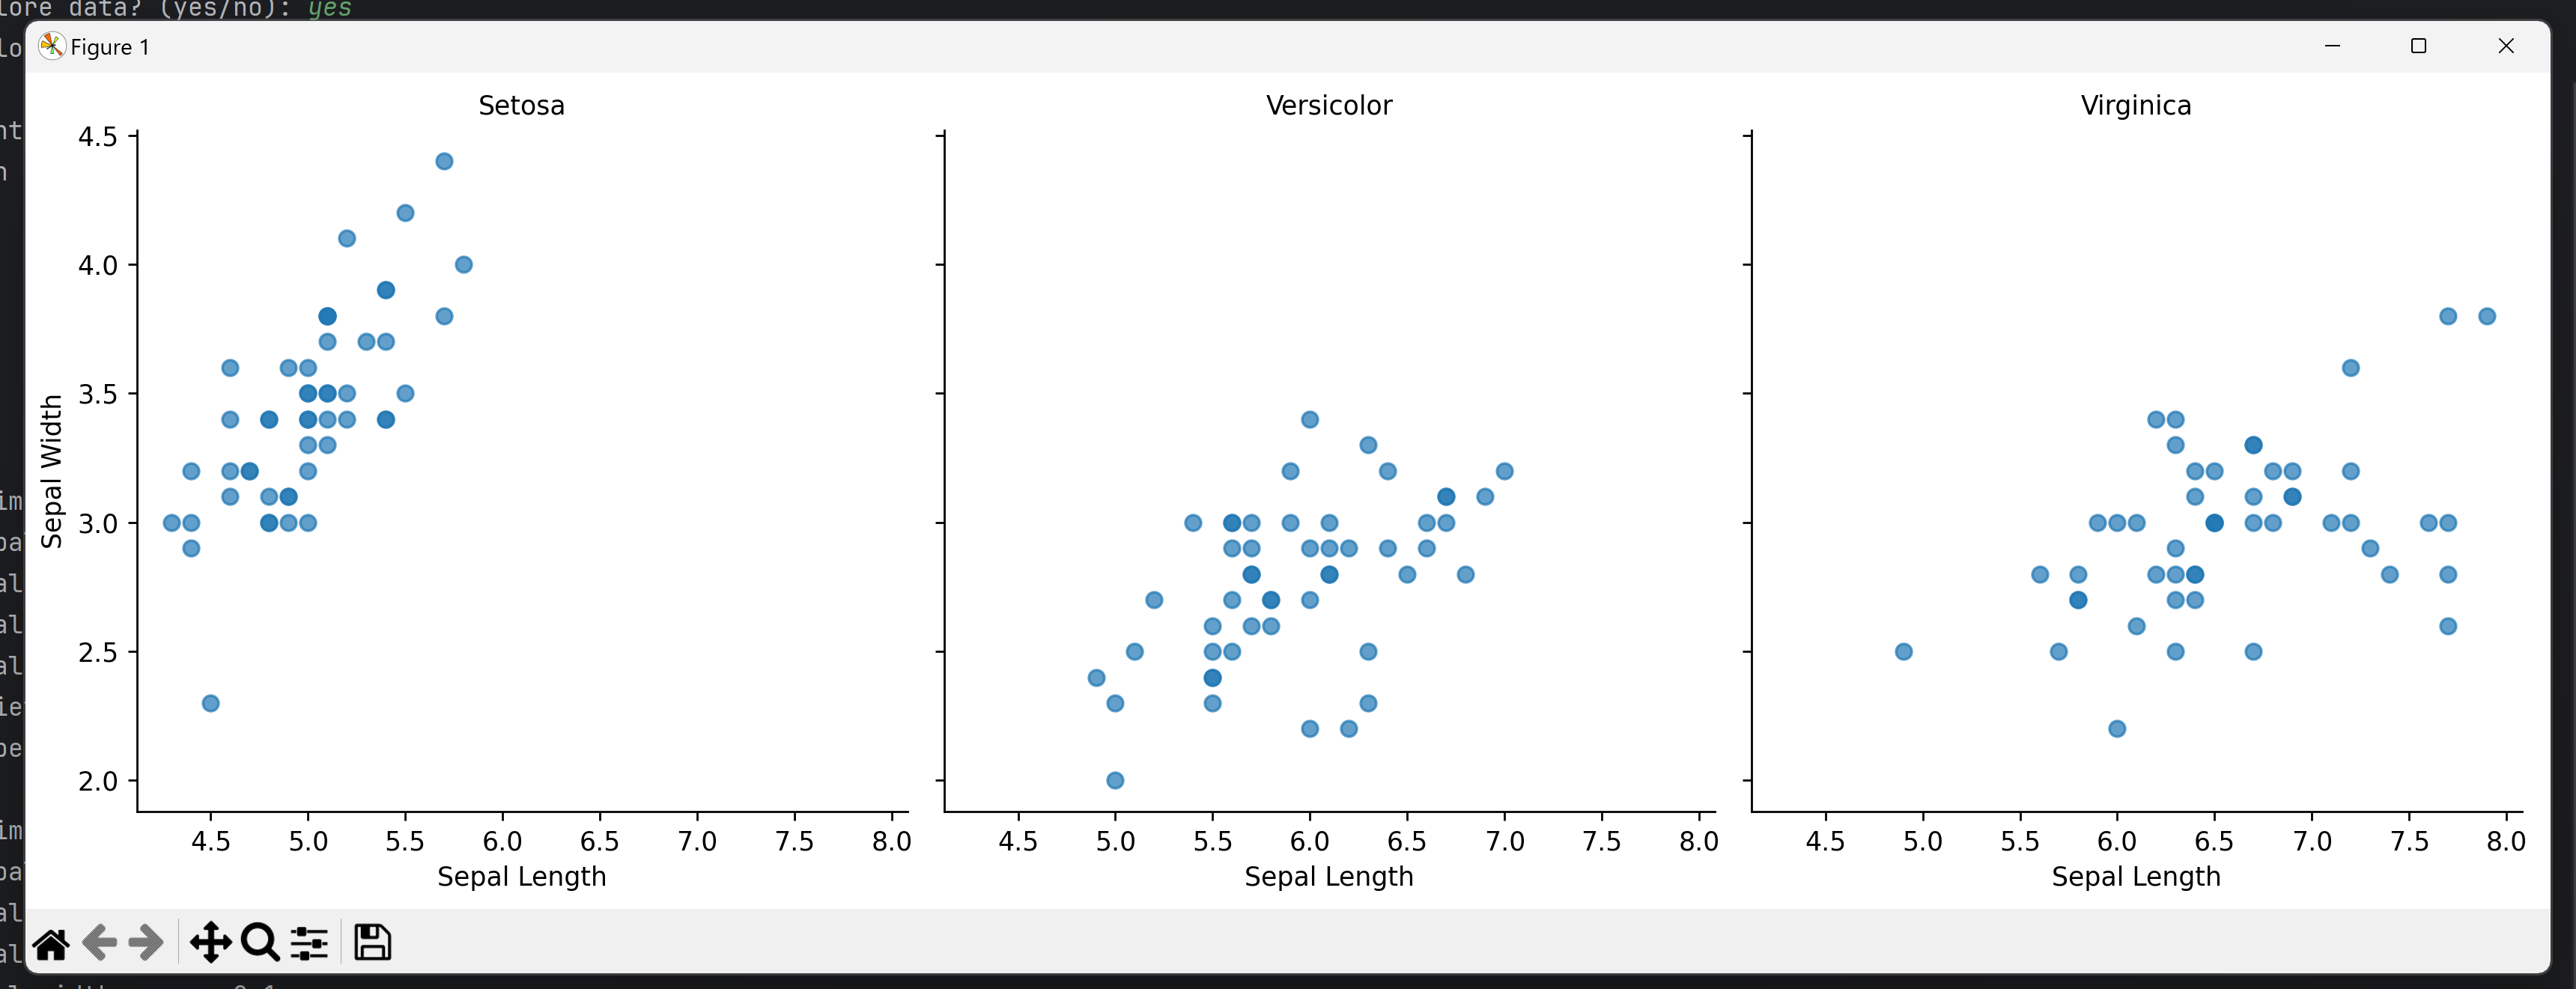 lore data? (yes/no): yes
Figure 1
Setosa
Versicolor
Virginica
4.5
4.0
3.5
3.0
2.5
2.0
Sepal Width
4.5 5.0 5.5 6.0 6.5 7.0 7.5 8.0
4.5 5.0 5.5 6.0 6.5 7.0 7.5 8.0
4.5 5.0 5.5 6.0 6.5 7.0 7.5 8.0
Sepal Length
Sepal Length
Sepal Length